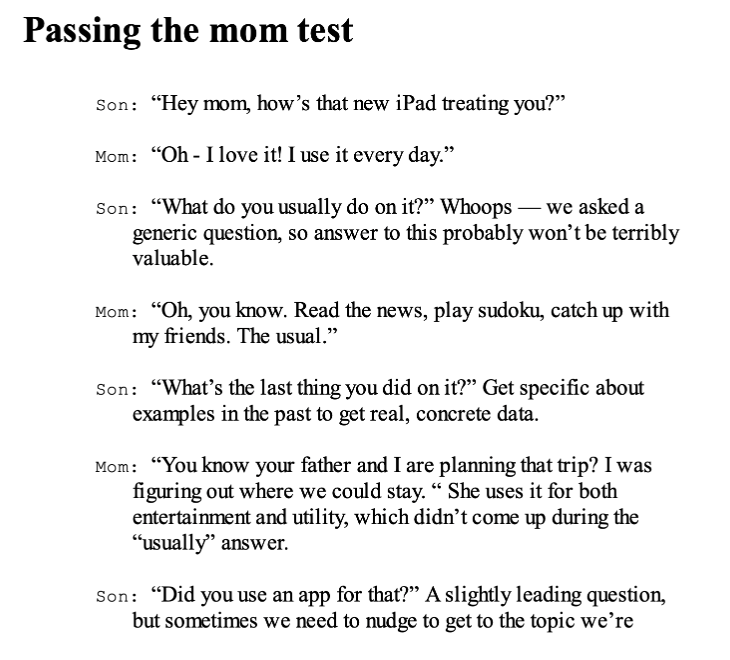 Passing the mom test
Son: “Hey mom, how’s that new iPad treating you?”
Mom: “Oh - I love it! I use it every day.”
Son: “What do you usually do on it?” Whoops — we asked a
generic question, so answer to this probably won’t be terribly
valuable.
Mom: “Oh, you know. Read the news, play sudoku, catch up with
my friends. The usual.”
Son: “What’s the last thing you did on it?” Get specific about
examples in the past to get real, concrete data.
Mom: “You know your father and I are planning that trip? I was
figuring out where we could stay. “ She uses it for both
entertainment and utility, which didn’t come up during the
“usually” answer.
Son: “Did you use an app for that?” A slightly leading question,
but sometimes we need to nudge to get to the topic we’re